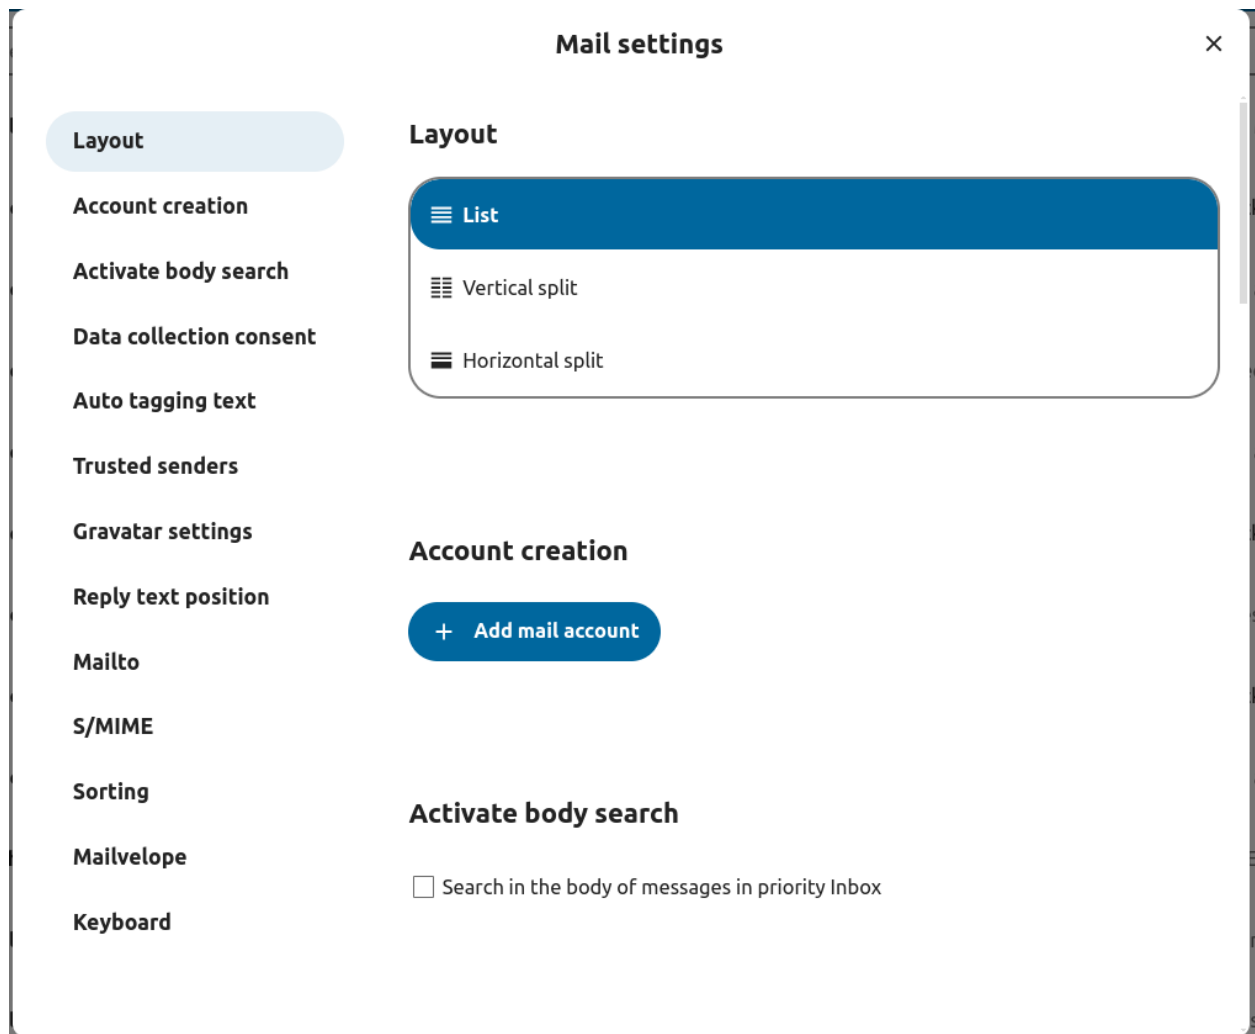 Mail settings
Layout
Account creation
Activate body search
Data collection consent
Auto tagging text
Trusted senders
Gravatar settings
Reply text position
Mailto
S/MIME
Sorting
Mailvelope
Keyboard
Layout
List
Vertical split
Horizontal split
Account creation
+ Add mail account
Activate body search
Search in the body of messages in priority Inbox